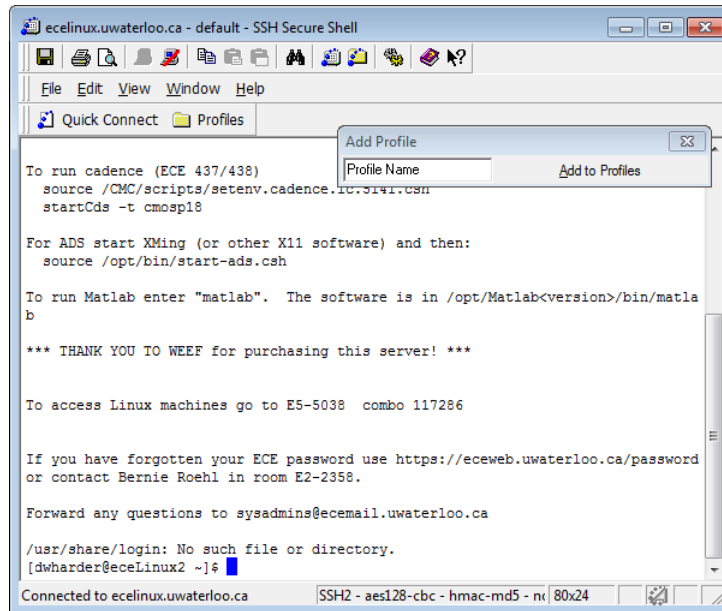 ecelinux.uwaterloo.ca - default - SSH Secure Shell
File Edit View Window Help
Quick Connect Profiles
Add Profile
Profile Name Add to Profiles
To run cadence (ECE 437/438)
source /CMC/scripts/setenv.cadence.ic.5141.csh
startCds -t cmosp18
For ADS start XMing (or other X11 software) and then:
source /opt/bin/start-ads.csh
To run Matlab enter "matlab". The software is in /opt/Matlab<version>/bin/matla
b
*** THANK YOU TO WEEF for purchasing this server! ***
To access Linux machines go to E5-5038 combo 117286
If you have forgotten your ECE password use https://eceweb.uwaterloo.ca/password
or contact Bernie Roehl in room E2-2358.
Forward any questions to sysadmins@ecemail.uwaterloo.ca
/usr/share/login: No such file or directory.
[dwharder@eceLinux2 ~]$
Connected to ecelinux.uwaterloo.ca SSH2 - aes128-cbc - hmac-md5 - 80x24